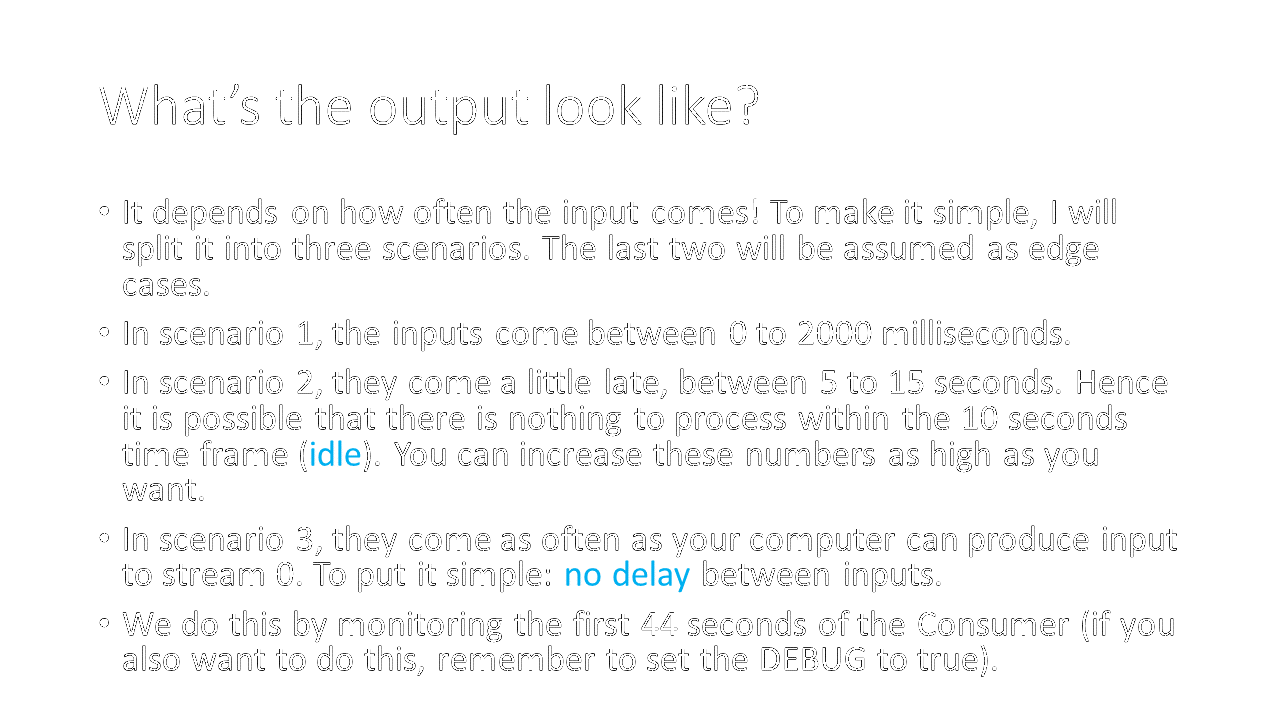 What’s the output look like?
• It depends on how often the input comes! To make it simple, I will
split it into three scenarios. The last two will be assumed as edge
cases.
• In scenario 1, the inputs come between 0 to 2000 milliseconds.
• In scenario 2, they come a little late, between 5 to 15 seconds. Hence
it is possible that there is nothing to process within the 10 seconds
time frame (idle). You can increase these numbers as high as you
want.
• In scenario 3, they come as often as your computer can produce input
to stream 0. To put it simple: no delay between inputs.
• We do this by monitoring the first 44 seconds of the Consumer (if you
also want to do this, remember to set the DEBUG to true).